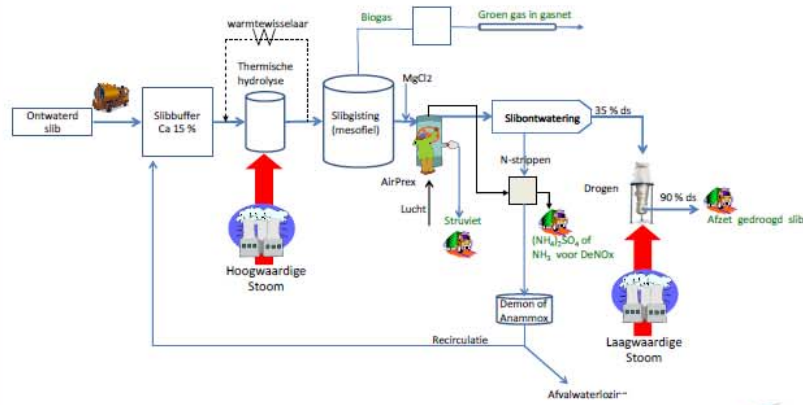 Biogas
Groen gas in gasnet
warmtewisselaar
Thermische
hydrolyse
MgCl2
Ontwaterd
slib
Slibbuffer
Ca 15 %
Slibgisting
(mesofiel)
Slibontwatering
35 % ds
N-strippen
AirPrex
Lucht
Struviet
Drogen
90 % ds
Afzet gedroogd slib
(NH₄)₂SO₄ of
NH₃ voor DeNOx
Hoogwaardige
Stoom
Demon of
Anammox
Recirculatie
Laagwaardige
Stoom